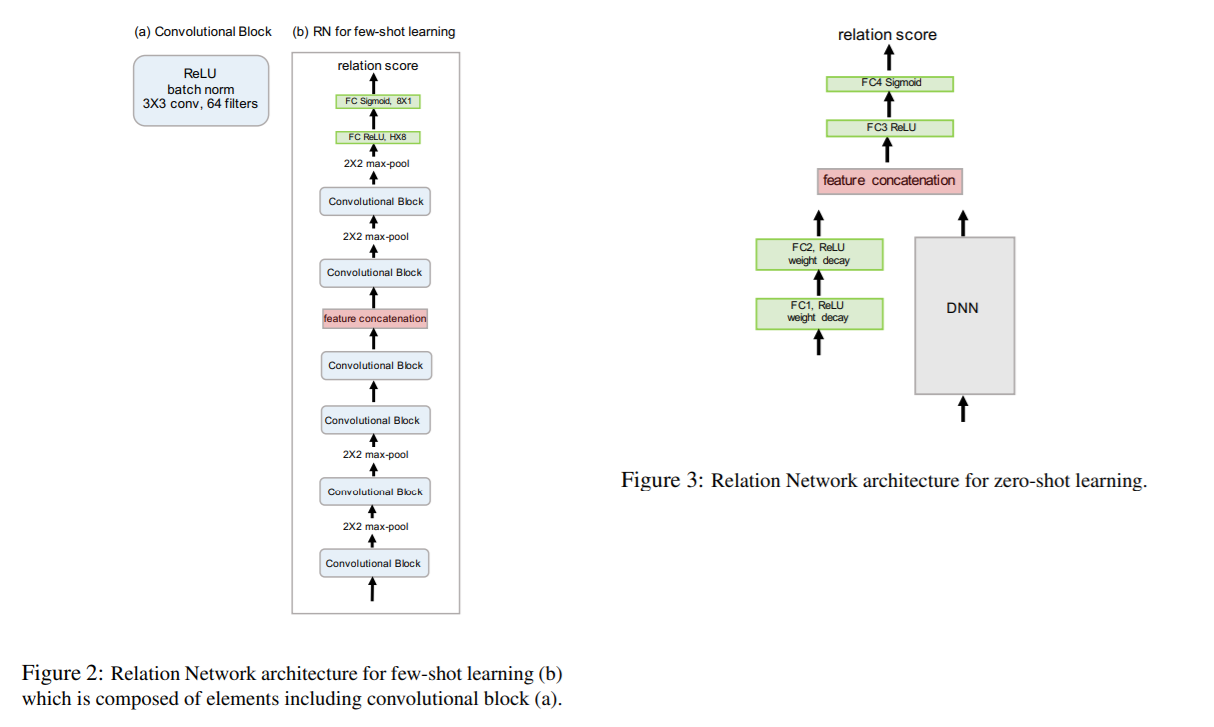 (a) Convolutional Block
ReLU
batch norm
3X3 conv, 64 filters
(b) RN for few-shot learning
relation score
FC Sigmoid, 8X1
FC ReLU, HX8
2X2 max-pool
Convolutional Block
2X2 max-pool
Convolutional Block
feature concatenation
Convolutional Block
Convolutional Block
2X2 max-pool
Convolutional Block
2X2 max-pool
Convolutional Block
Figure 2: Relation Network architecture for few-shot learning (b)
which is composed of elements including convolutional block (a).
relation score
FC4 Sigmoid
FC3 ReLU
feature concatenation
FC2, ReLU
weight decay
FC1, ReLU
weight decay
DNN
Figure 3: Relation Network architecture for zero-shot learning.